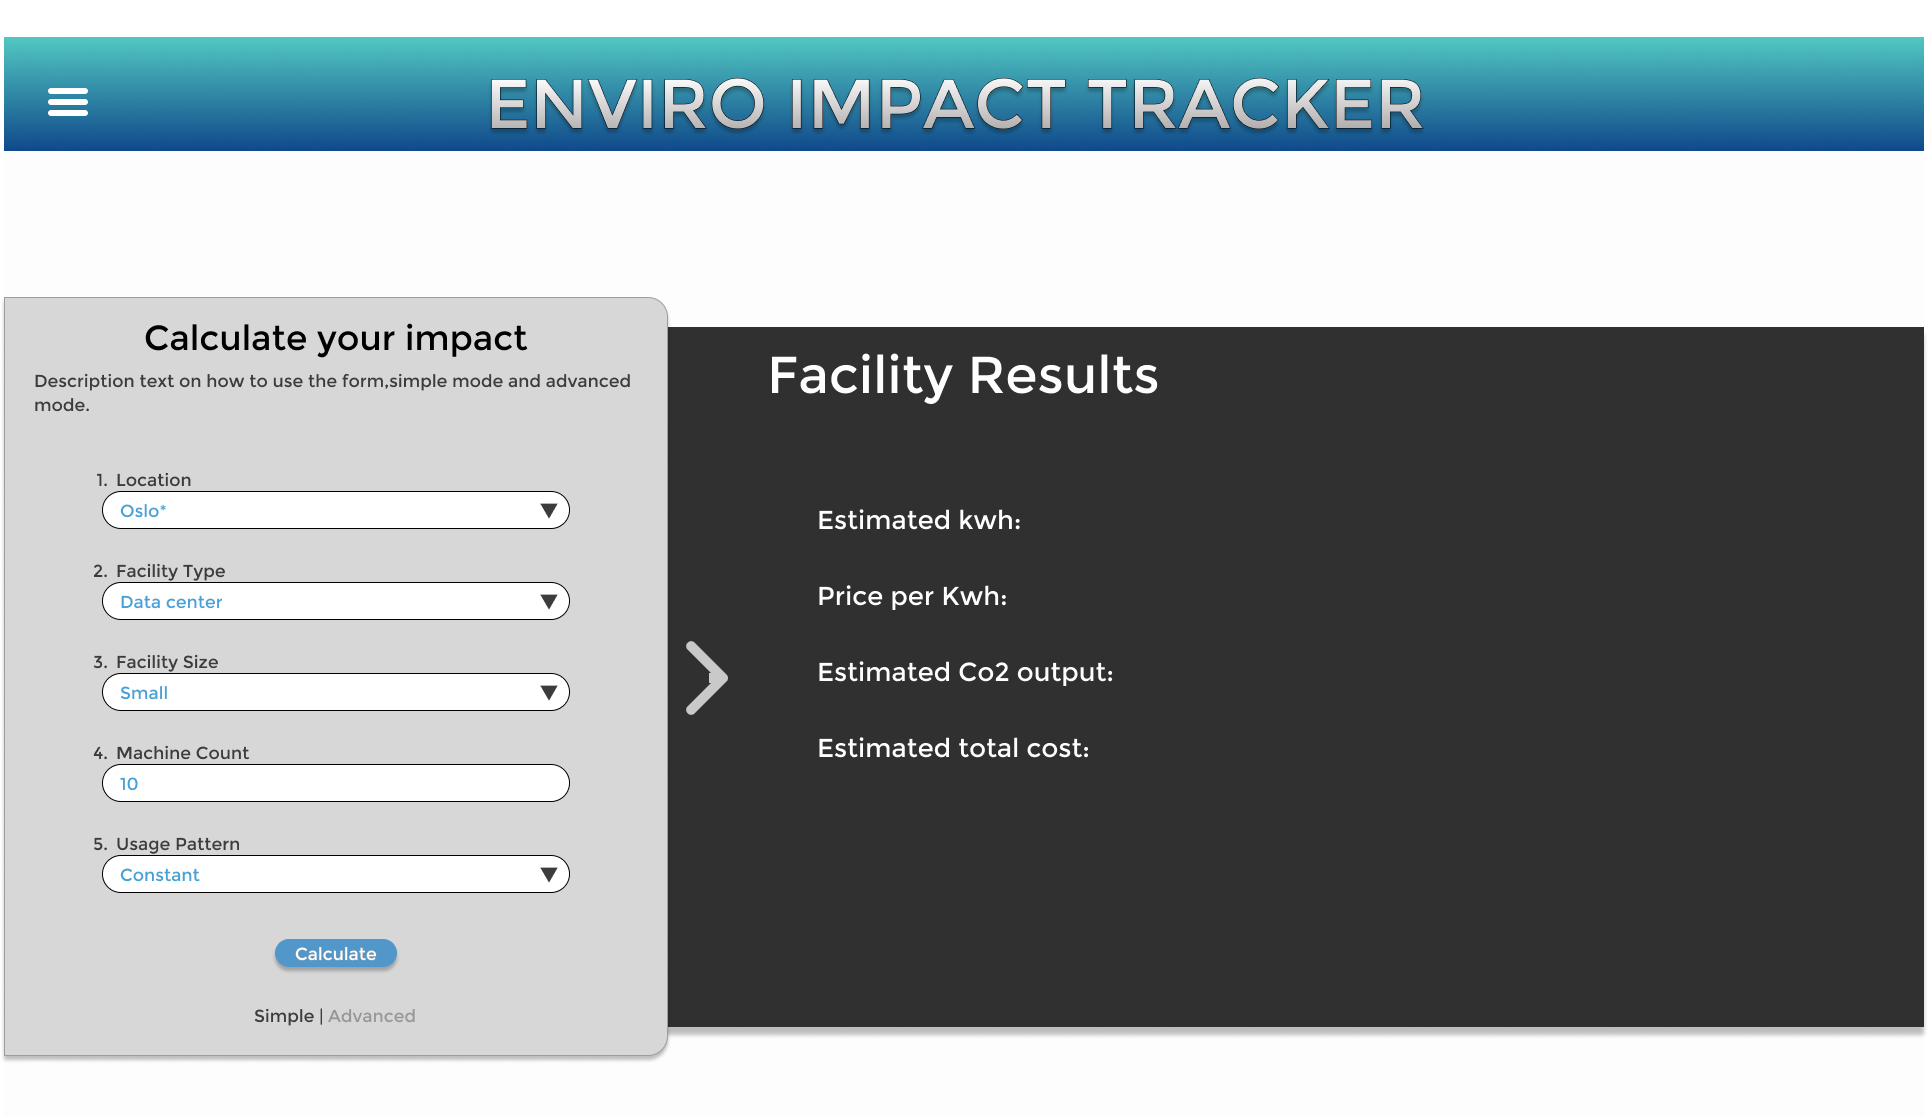 ENVIRO IMPACT TRACKER
Calculate your impact
Description text on how to use the form,simple mode and advanced
mode.
1. Location
Oslo*
2. Facility Type
Data center
3. Facility Size
Small
4. Machine Count
10
5. Usage Pattern
Constant
Calculate
Simple | Advanced
Facility Results
Estimated kwh:
Price per Kwh:
Estimated Co2 output:
Estimated total cost: